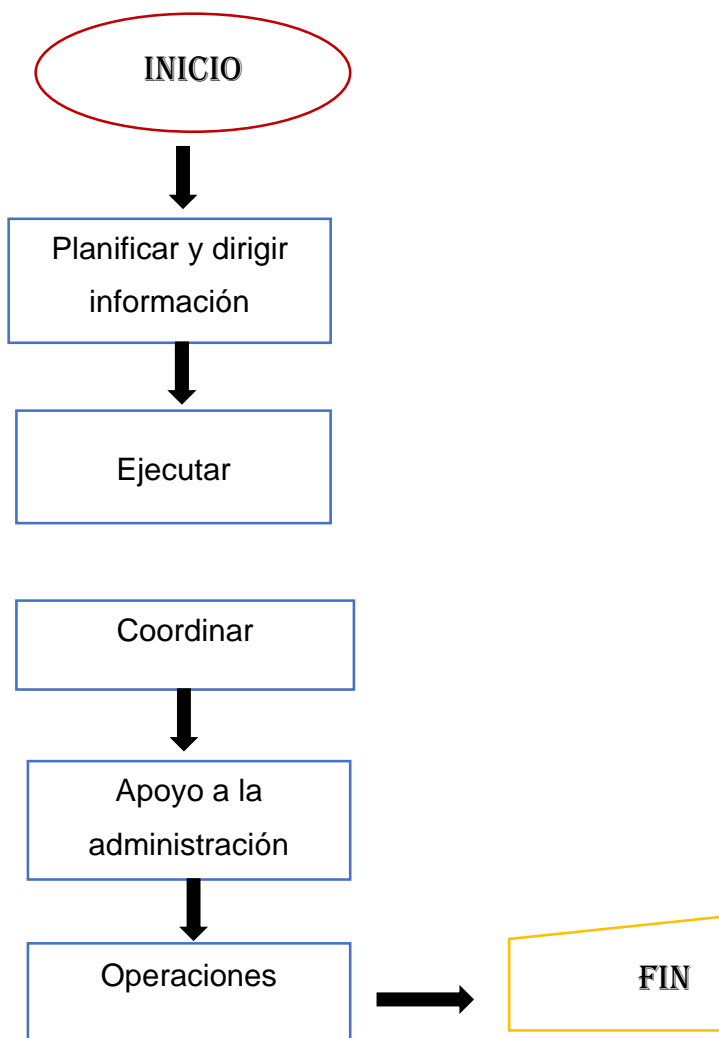 INICIO
Planificar y dirigir
información
Ejecutar
Coordinar
Apoyo a la
administración
Operaciones
FIN